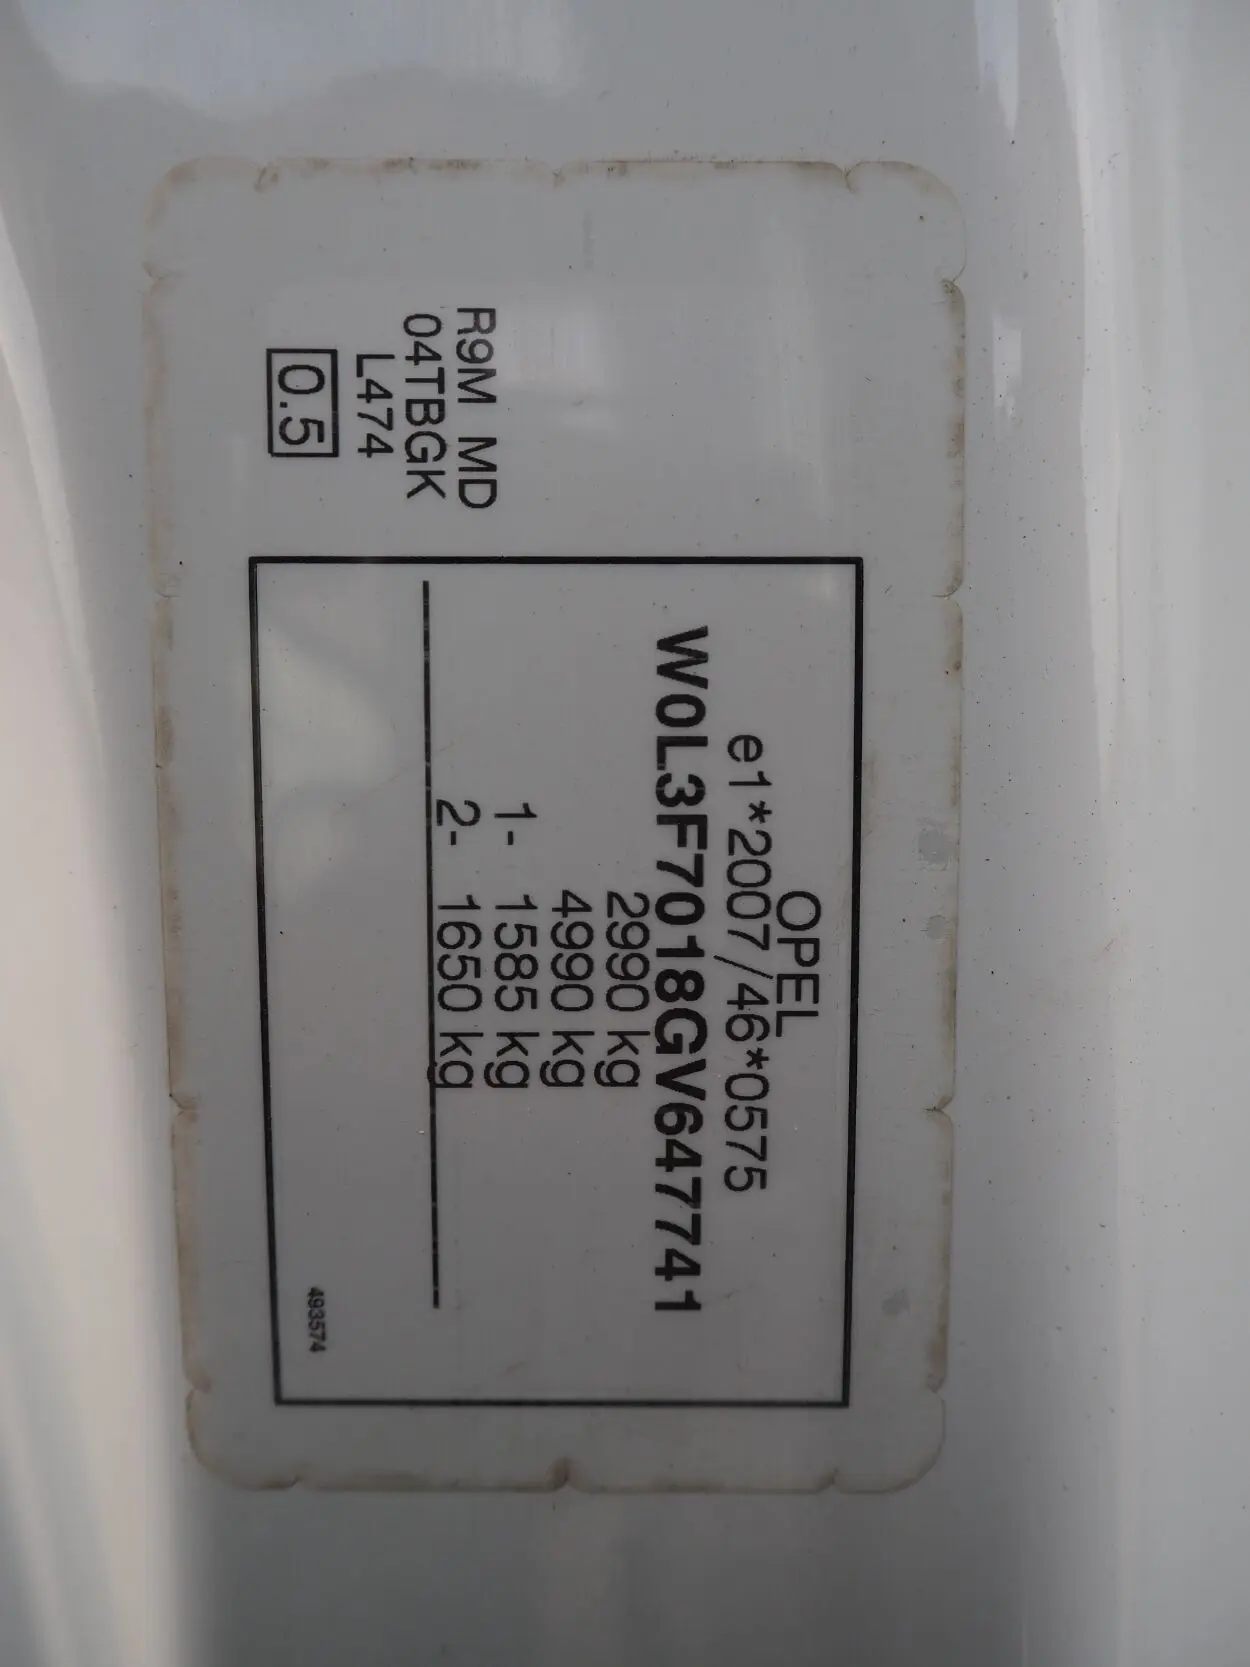 OPEL
e1*2007/46*0575
W0L3F7018GV647741
2990 kg
4990 kg
1- 1585 kg
2- 1650 kg
493574
R9M MD
04TBGK
L474
0.5